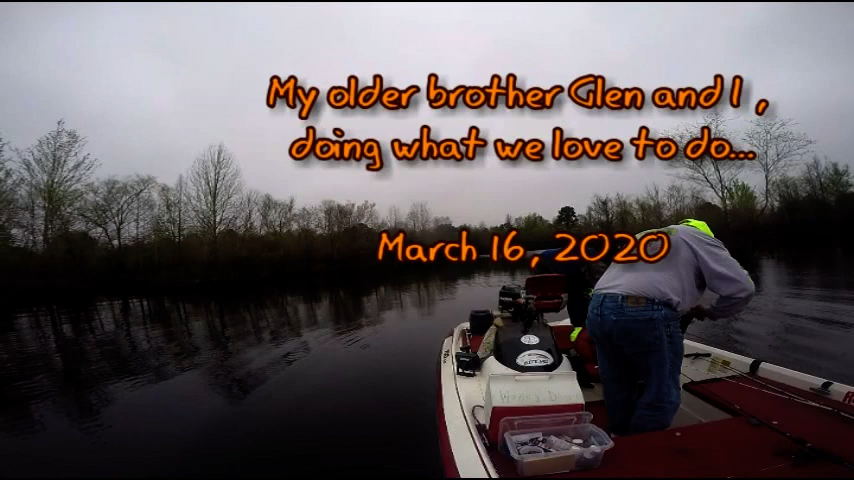 My older brother Glen and I ,
doing what we love to do...
March 16, 2020